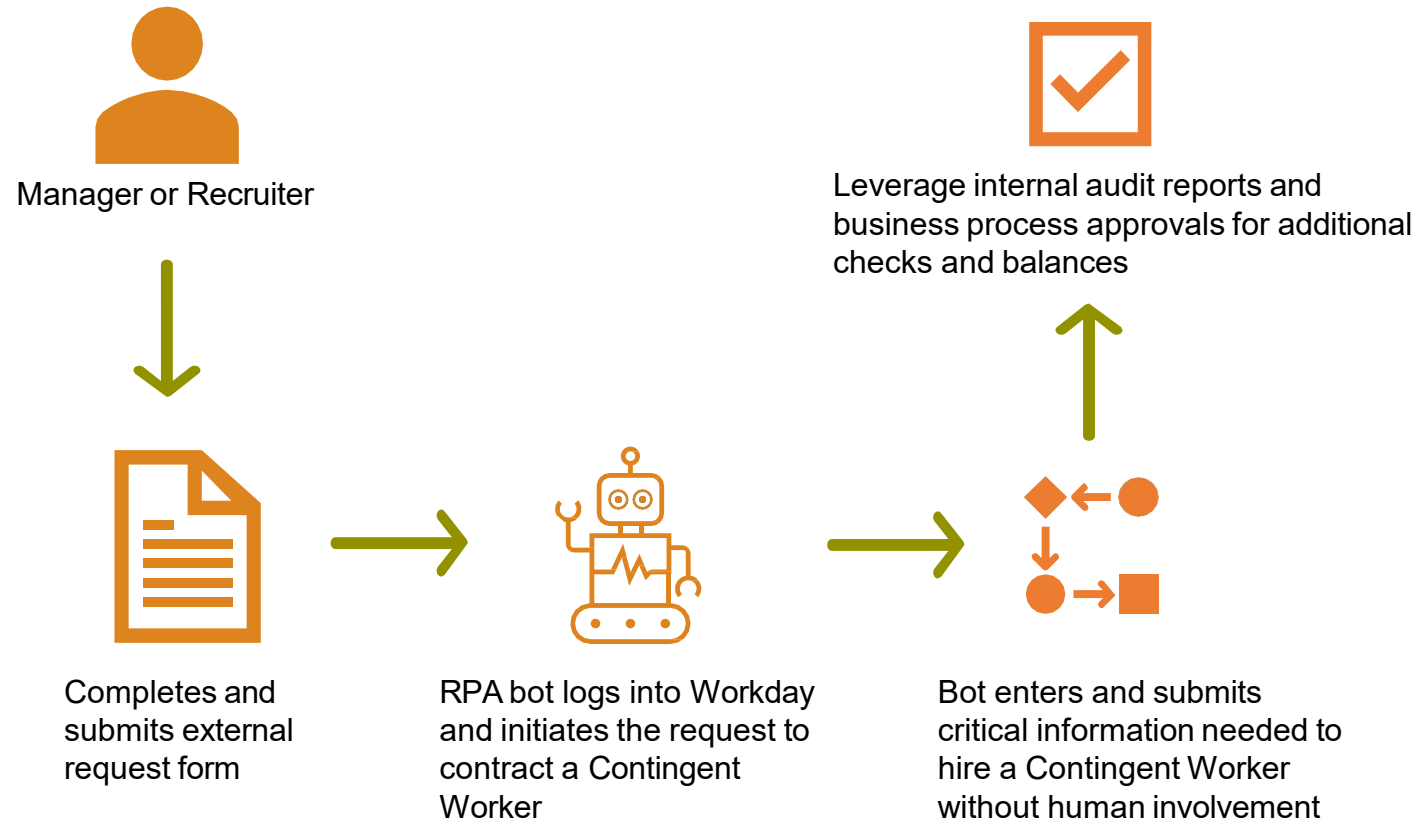 Manager or Recruiter
Completes and
submits external
request form
RPA bot logs into Workday
and initiates the request to
contract a Contingent
Worker
Bot enters and submits
critical information needed to
hire a Contingent Worker
without human involvement
Leverage internal audit reports and
business process approvals for additional
checks and balances